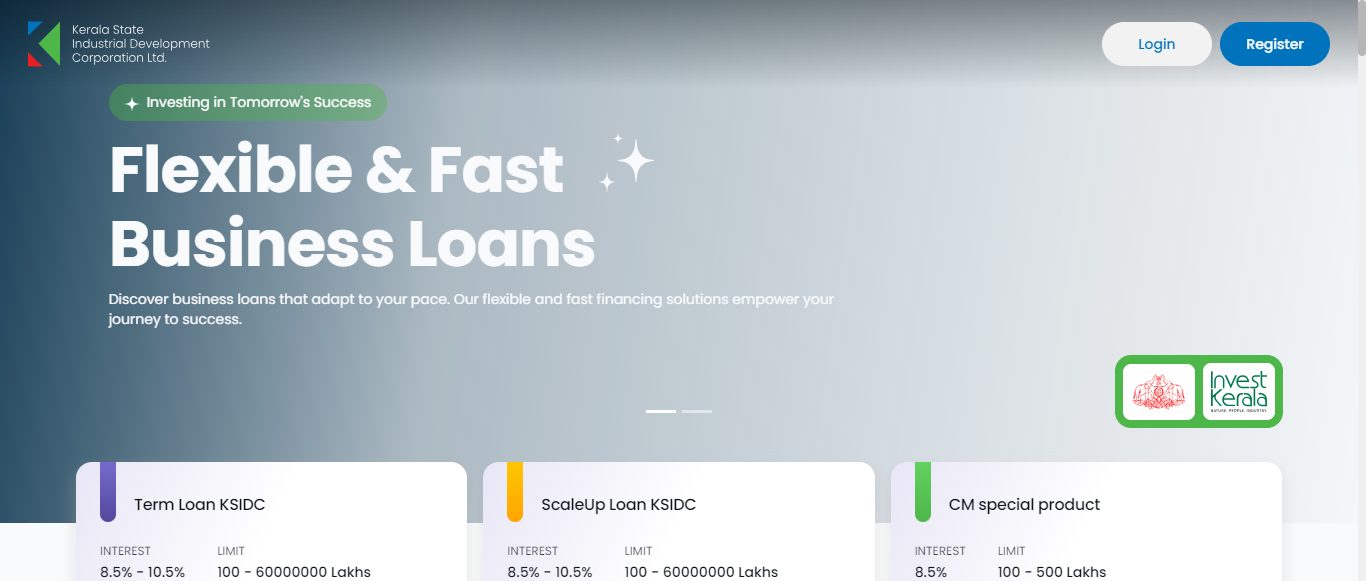 Kerala State
Industrial Development
Corporation Ltd.
Login
Register
Investing in Tomorrow's Success
Flexible & Fast
Business Loans
Discover business loans that adapt to your pace. Our flexible and fast financing solutions empower your
journey to success.
Invest
Kerala
NATURE. PEOPLE. INDUSTRY.
Term Loan KSIDC
ScaleUp Loan KSIDC
CM special product
INTEREST LIMIT INTEREST LIMIT INTEREST LIMIT
8.5% - 10.5% 100 - 60000000 Lakhs 8.5% - 10.5% 100 - 60000000 Lakhs 8.5% 100 - 500 Lakhs